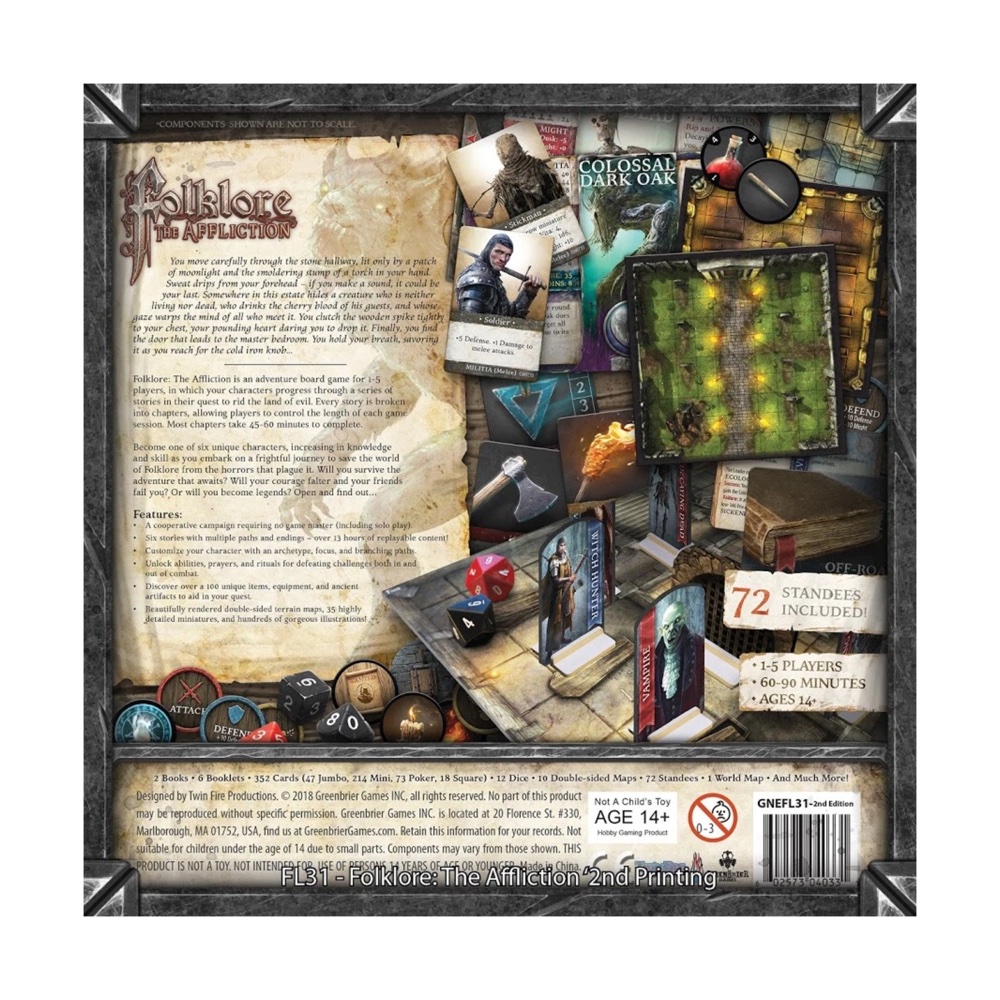 *COMPONENTS SHOWN ARE NOT TO SCALE.
Folklore
THE AFFLICTION
You move carefully through the stone hallway, lit only by a patch
of moonlight and the smoldering stump of a torch in your hand.
Sweat drips from your forehead – if you make a sound, it could be
your last. Somewhere in this estate hides a creature who is neither
living nor dead, who drinks the cherry blood of his guests, and whose
gaze warps the mind of all who meet it. You clutch the wooden spike tightly
to your chest, your pounding heart daring you to drop it. Finally, you find
the door that leads to the master bedroom. You hold your breath, savoring
it as you reach for the cold iron knob...
Folklore: The Affliction is an adventure board game for 1-5
players, in which your characters progress through a series of
stories in their quest to rid the land of evil. Every story is broken
into chapters, allowing players to control the length of each game
session. Most chapters take 45-60 minutes to complete.
Become one of six unique characters, increasing in knowledge
and skill as you embark on a frightful journey to save the world
of Folklore from the horrors that plague it. Will you survive the
adventure that awaits? Will your courage falter and your friends
fail you? Or will you become legends? Open and find out...
Features:
• A cooperative campaign requiring no game master (including solo play).
• Six stories with multiple paths and endings – over 13 hours of replayable content!
• Customize your character with an archetype, focus, and branching paths
• Unlock abilities, prayers, and rituals for defeating challenges both in and
out of combat.
• Discover over a 100 unique items, equipment, and ancient
artifacts to aid in your quest.
• Beautifully rendered double-sided terrain maps, 35 highly
detailed miniatures, and hundreds of gorgeous illustrations!
MIGHT
COLOSSAL
DARK OAK
• Stickman •
• Soldier •
+5 Defense. +1 Damage to
melee attacks.
MILITIA (Melee)
2
3
DEFEND
WITCH HUNTER
VAMPIRE
OFF-ROA
72 STANDEES
INCLUDED!
• 1-5 PLAYERS
• 60-90 MINUTES
• AGES 14+
ATTACK
DEFEN
4
80
2 Books • 6 Booklets • 352 Cards (47 Jumbo, 214 Mini, 73 Poker, 18 Square) • 12 Dice • 10 Double-sided Maps • 72 Standees • 1 World Map • And Much More!
Designed by Twin Fire Productions. © 2018 Greenbrier Games INC, all rights reserved. No part of this product
may be reproduced without specific permission. Greenbrier Games INC. is located at 20 Florence St. #330,
Marlborough, MA 01752, USA, find us at GreenbrierGames.com. Retain this information for your records. Not
suitable for children under the age of 14 due to small parts. Components may vary from those shown. THIS
PRODUCT IS NOT A TOY. NOT INTENDED FOR USE OF PERSONS 14 YEARS OF AGE OR YOUNGER. Made in China
Not A Child's Toy
AGE 14+
Hobby Gaming Product
0-3
CE
GNEFL31-2nd Edition
02573 04033
FL31 - Folklore: The Affliction '2nd Printing